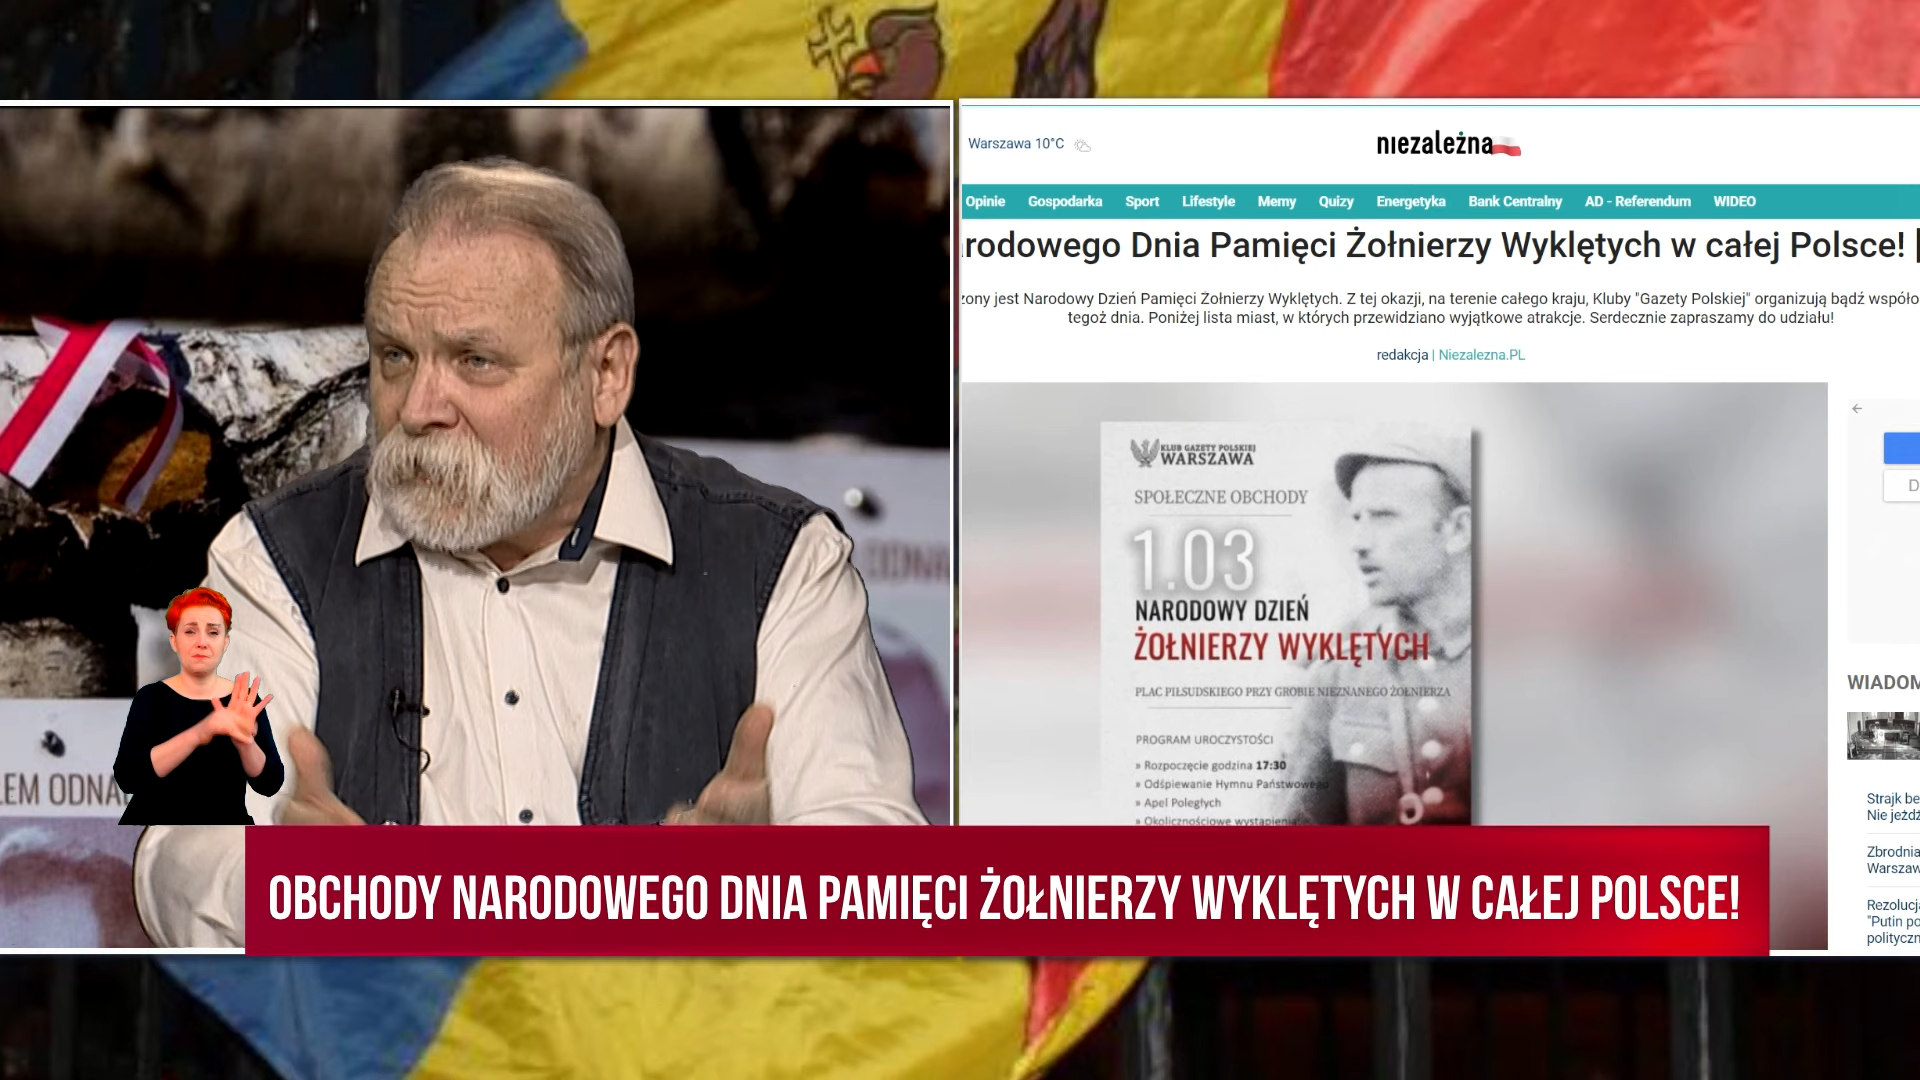 Warszawa 10°C
niezależna
Opinie Gospodarka Sport Lifestyle Memy Quizy Energetyka Bank Centralny AD - Referendum WIDEO
rodowego Dnia Pamięci Żołnierzy Wyklętych w całej Polsce!
zony jest Narodowy Dzień Pamięci Żołnierzy Wyklętych. Z tej okazji, na terenie całego kraju, Kluby "Gazety Polskiej" organizują bądź współo
tegoż dnia. Poniżej lista miast, w których przewidziano wyjątkowe atrakcje. Serdecznie zapraszamy do udziału!
redakcja | Niezalezna.PL
KLUB GAZETY POLSKIEJ
WARSZAWA
SPOŁECZNE OBCHODY
1.03
NARODOWY DZIEŃ
ŻOŁNIERZY WYKLĘTYCH
PLAC PIŁSUDSKIEGO PRZY GROBIE NIEZNANEGO ŻOŁNIERZA
PROGRAM UROCZYSTOŚCI
» Rozpoczęcie godzina 17:30
» Odśpiewanie Hymnu Państwowego
» Apel Poległych
» Okolicznościowe wystąpienia
D
WIADOM
Strajk be
Nie jeźdź
Zbrodnia
Warszaw
Rezolucj
"Putin po
polityczn
ODNA
ŁEM ODNA
OBCHODY NARODOWEGO DNIA PAMIĘCI ŻOŁNIERZY WYKLĘTYCH W CAŁEJ POLSCE!